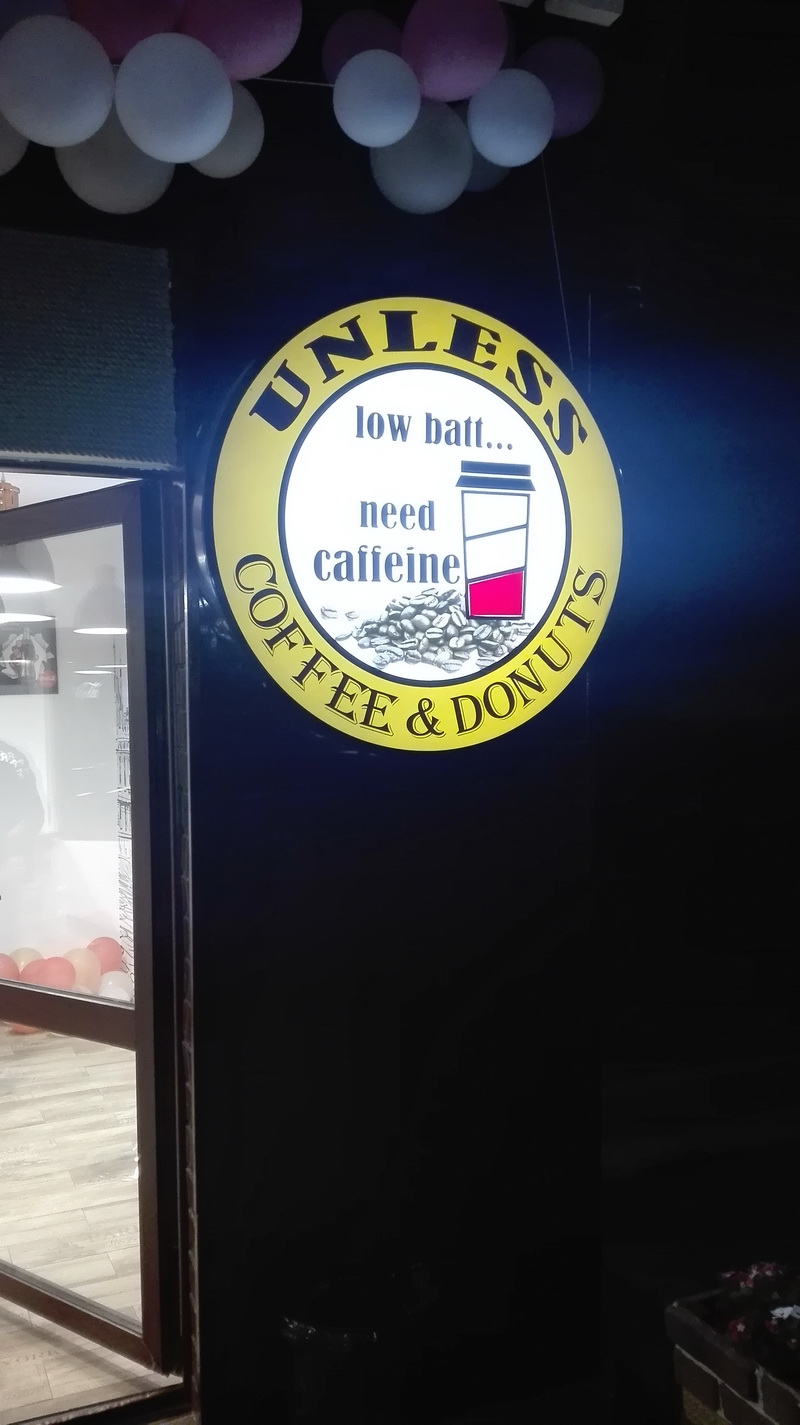 UNLESS
low batt...
need
caffeine
COFFEE & DONUTS